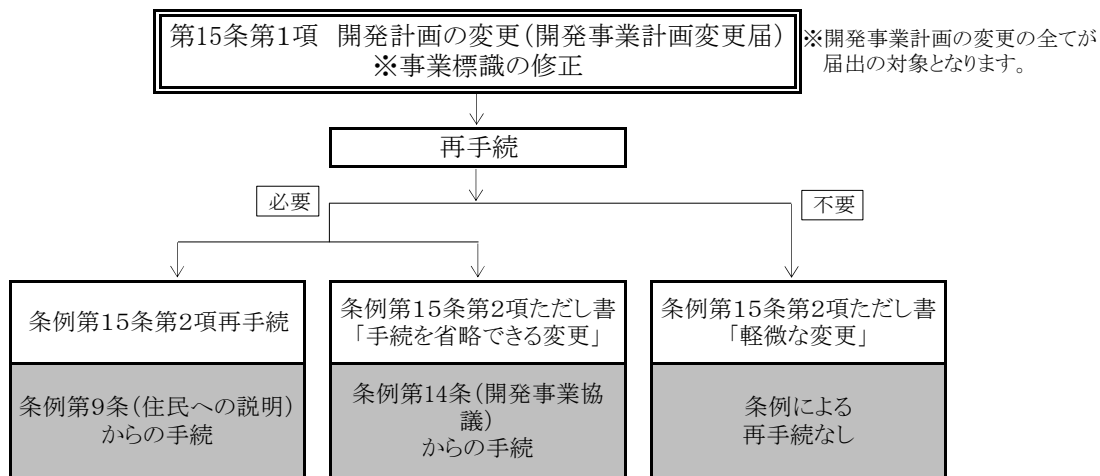 第15条第1項 開発計画の変更(開発事業計画変更届)
※事業標識の修正
※開発事業計画の変更の全てが
届出の対象となります。
再手続
必要
不要
条例第15条第2項再手続
条例第9条(住民への説明)
からの手続
条例第15条第2項ただし書
「手続を省略できる変更」
条例第14条(開発事業協
議)
からの手続
条例第15条第2項ただし書
「軽微な変更」
条例による
再手続なし